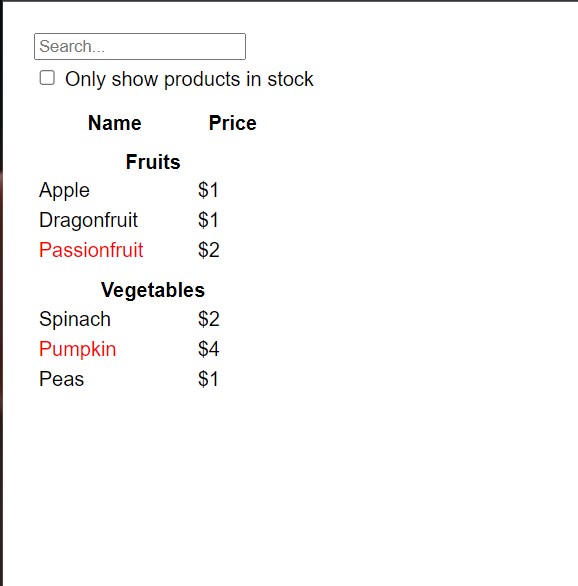 Search...
Only show products in stock
Name Price
Fruits
Apple $1
Dragonfruit $1
Passionfruit $2
Vegetables
Spinach $2
Pumpkin $4
Peas $1